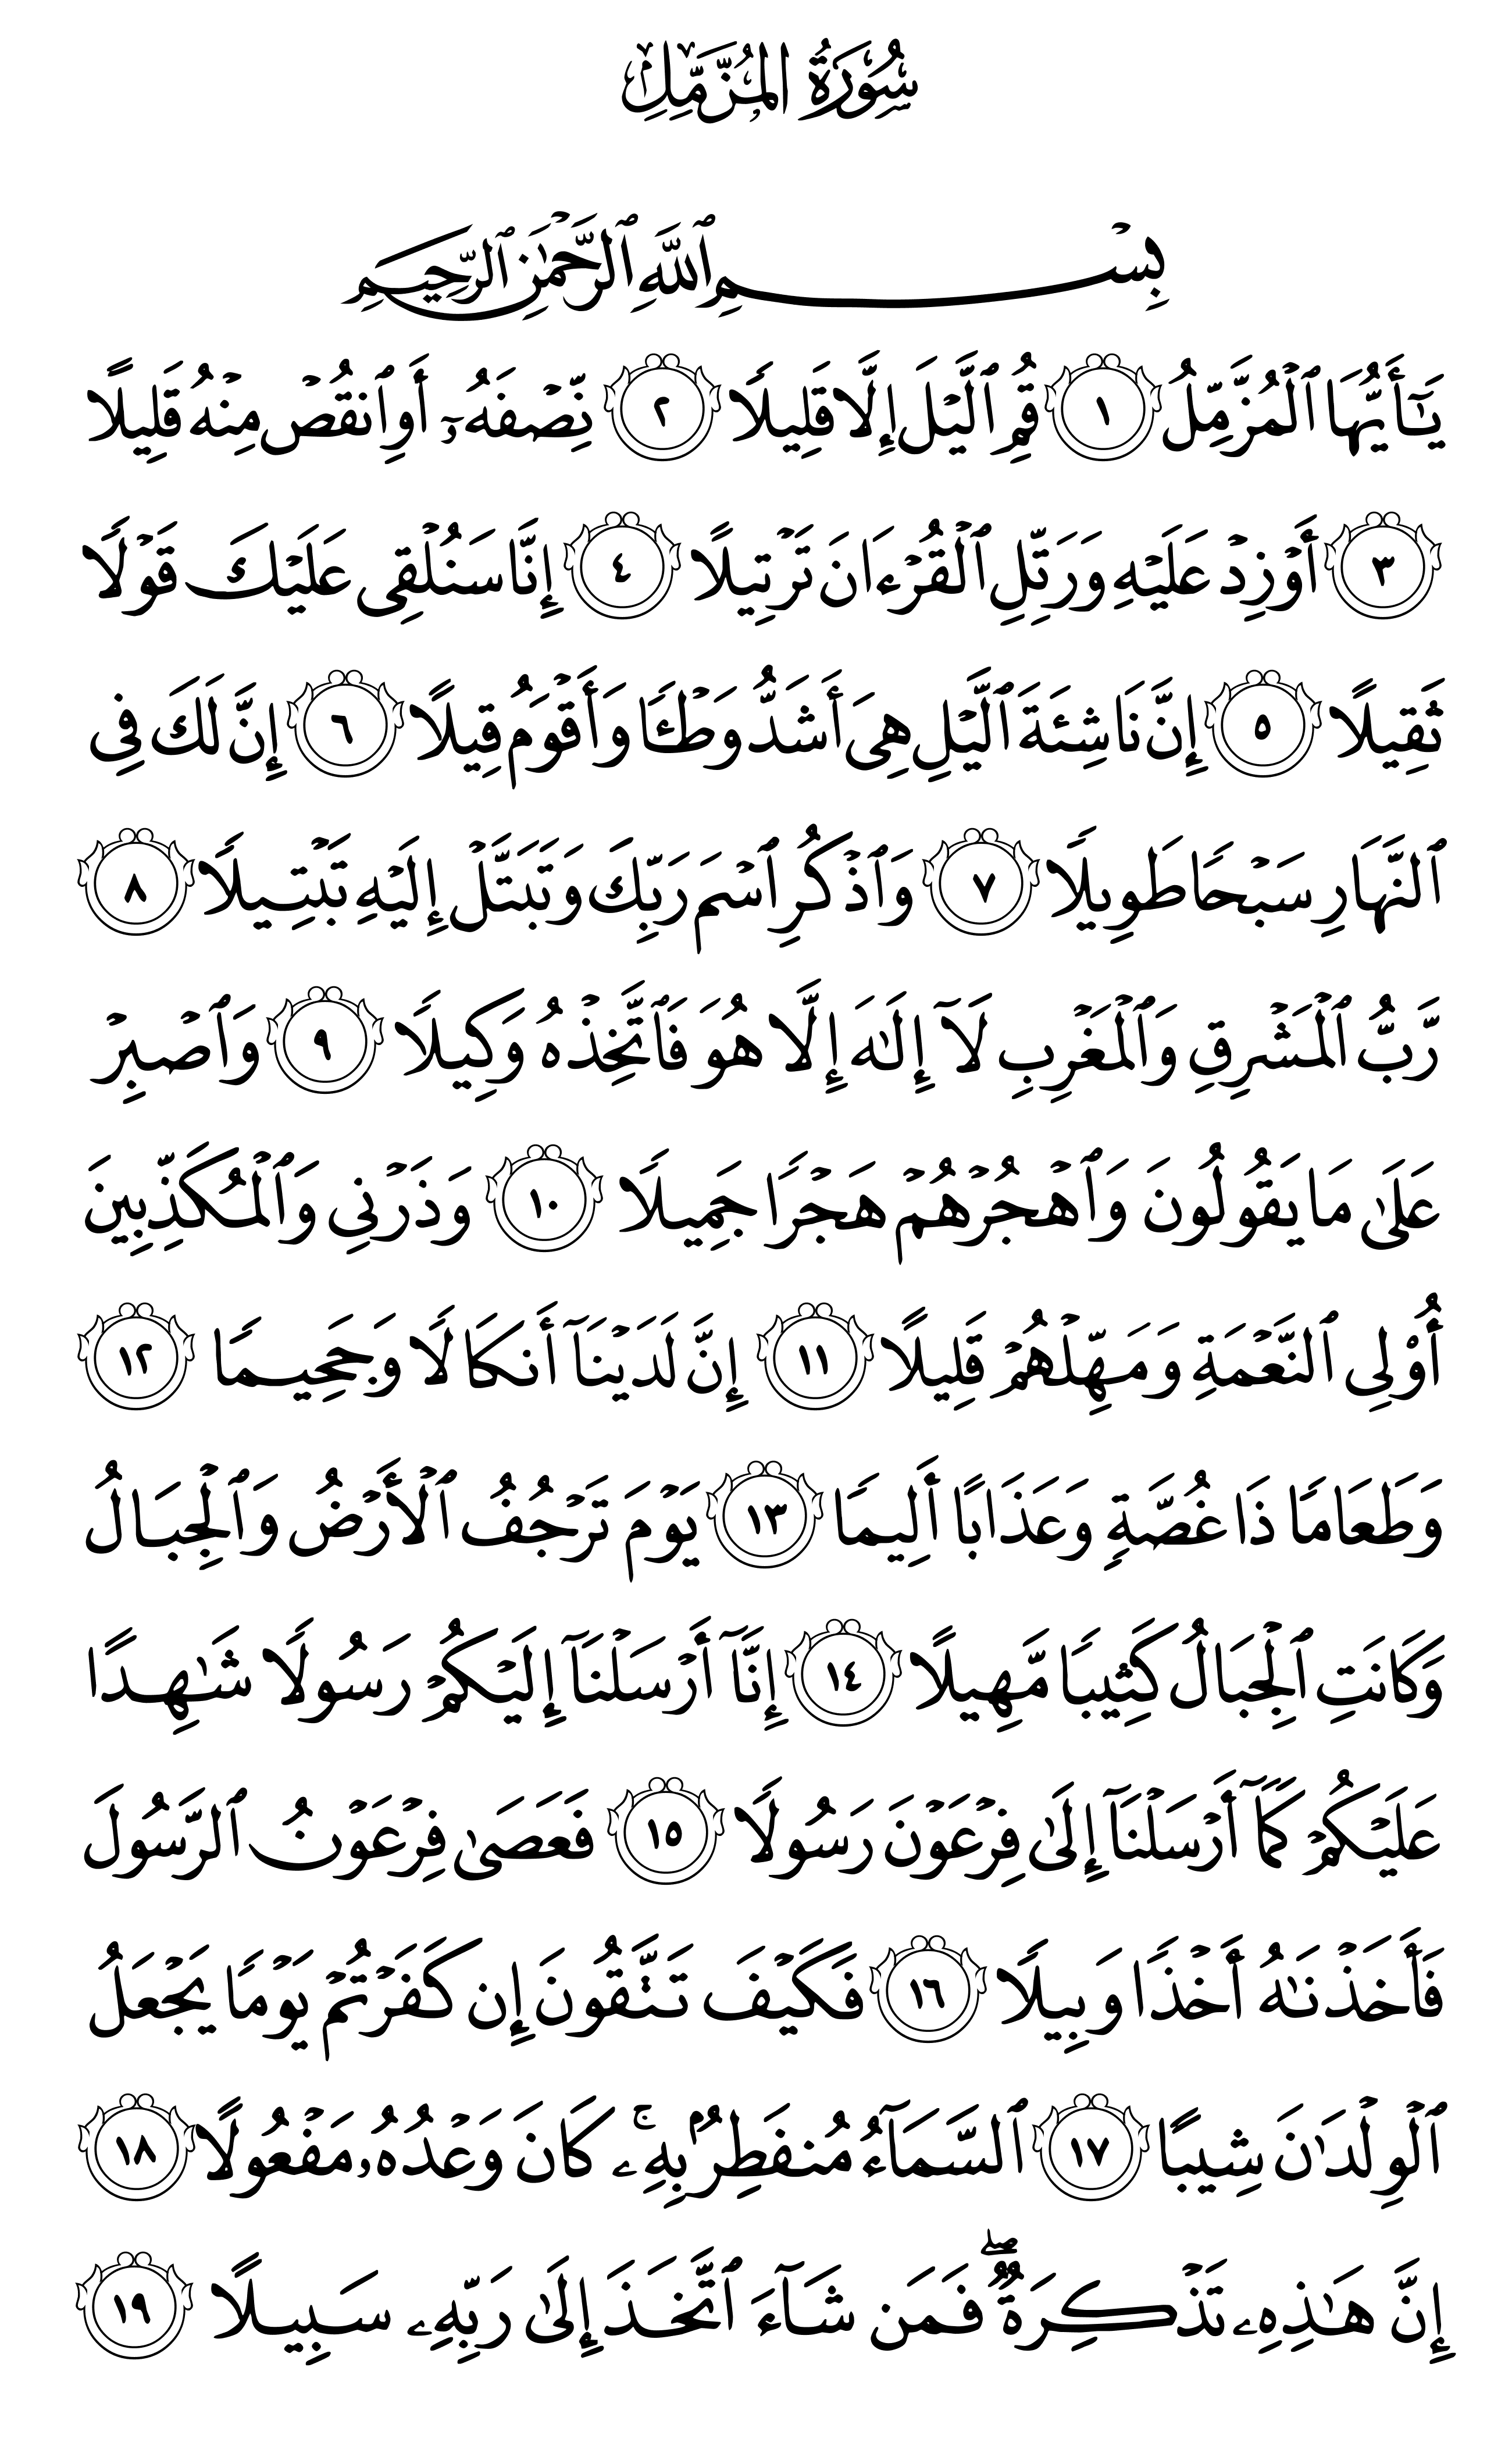 سُورَةُ المُزَّمِّلِ
بِسْمِ ٱللَّهِ ٱلرَّحْمَٰنِ ٱلرَّحِيمِ
يَٰٓأَيُّهَا ٱلْمُزَّمِّلُ ١ قُمِ ٱلَّيْلَ إِلَّا قَلِيلًا ٢ نِّصْفَهُۥٓ أَوِ ٱنقُصْ مِنْهُ قَلِيلًا
٣ أَوْ زِدْ عَلَيْهِ وَرَتِّلِ ٱلْقُرْءَانَ تَرْتِيلًا ٤ إِنَّا سَنُلْقِى عَلَيْكَ قَوْلًا
ثَقِيلًا ٥ إِنَّ نَاشِئَةَ ٱلَّيْلِ هِىَ أَشَدُّ وَطْـًٔا وَأَقْوَمُ قِيلًا ٦ إِنَّ لَكَ فِى
ٱلنَّهَارِ سَبْحًا طَوِيلًا ٧ وَٱذْكُرِ ٱسْمَ رَبِّكَ وَتَبَتَّلْ إِلَيْهِ تَبْتِيلًا ٨
رَّبُّ ٱلْمَشْرِقِ وَٱلْمَغْرِبِ لَآ إِلَٰهَ إِلَّا هُوَ فَٱتَّخِذْهُ وَكِيلًا ٩ وَٱصْبِرْ
عَلَىٰ مَا يَقُولُونَ وَٱهْجُرْهُمْ هَجْرًا جَمِيلًا ١٠ وَذَرْنِى وَٱلْمُكَذِّبِينَ
أُو۟لِى ٱلنَّعْمَةِ وَمَهِّلْهُمْ قَلِيلًا ١١ إِنَّ لَدَيْنَآ أَنكَالًا وَجَحِيمًا ١٢
وَطَعَامًا ذَا غُصَّةٍ وَعَذَابًا أَلِيمًا ١٣ يَوْمَ تَرْجُفُ ٱلْأَرْضُ وَٱلْجِبَالُ
وَكَانَتِ ٱلْجِبَالُ كَثِيبًا مَّهِيلًا ١٤ إِنَّآ أَرْسَلْنَآ إِلَيْكُمْ رَسُولًا شَٰهِدًا
عَلَيْكُمْ كَمَآ أَرْسَلْنَآ إِلَىٰ فِرْعَوْنَ رَسُولًا ١٥ فَعَصَىٰ فِرْعَوْنُ ٱلرَّسُولَ
فَأَخَذْنَٰهُ أَخْذًا وَبِيلًا ١٦ فَكَيْفَ تَتَّقُونَ إِن كَفَرْتُمْ يَوْمًا يَجْعَلُ
ٱلْوِلْدَٰنَ شِيبًا ١٧ ٱلسَّمَآءُ مُنفَطِرٌۢ بِهِۦ ۚ كَانَ وَعْدُهُۥ مَفْعُولًا ١٨
إِنَّ هَٰذِهِۦ تَذْكِرَةٌ ۖ فَمَن شَآءَ ٱتَّخَذَ إِلَىٰ رَبِّهِۦ سَبِيلًا ١٩